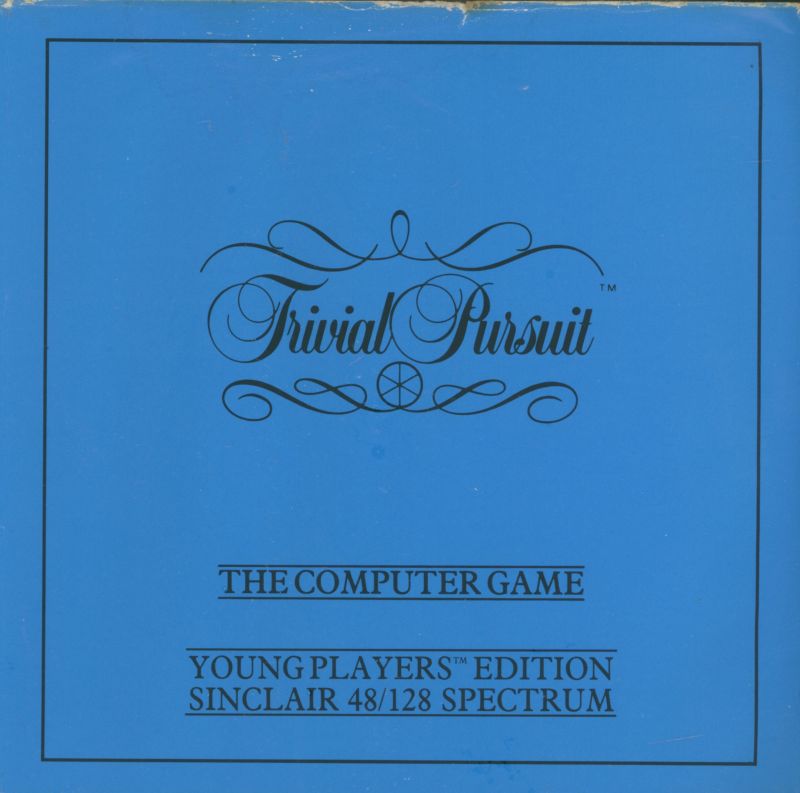 Trivial Pursuit™
THE COMPUTER GAME
YOUNG PLAYERS™ EDITION
SINCLAIR 48/128 SPECTRUM